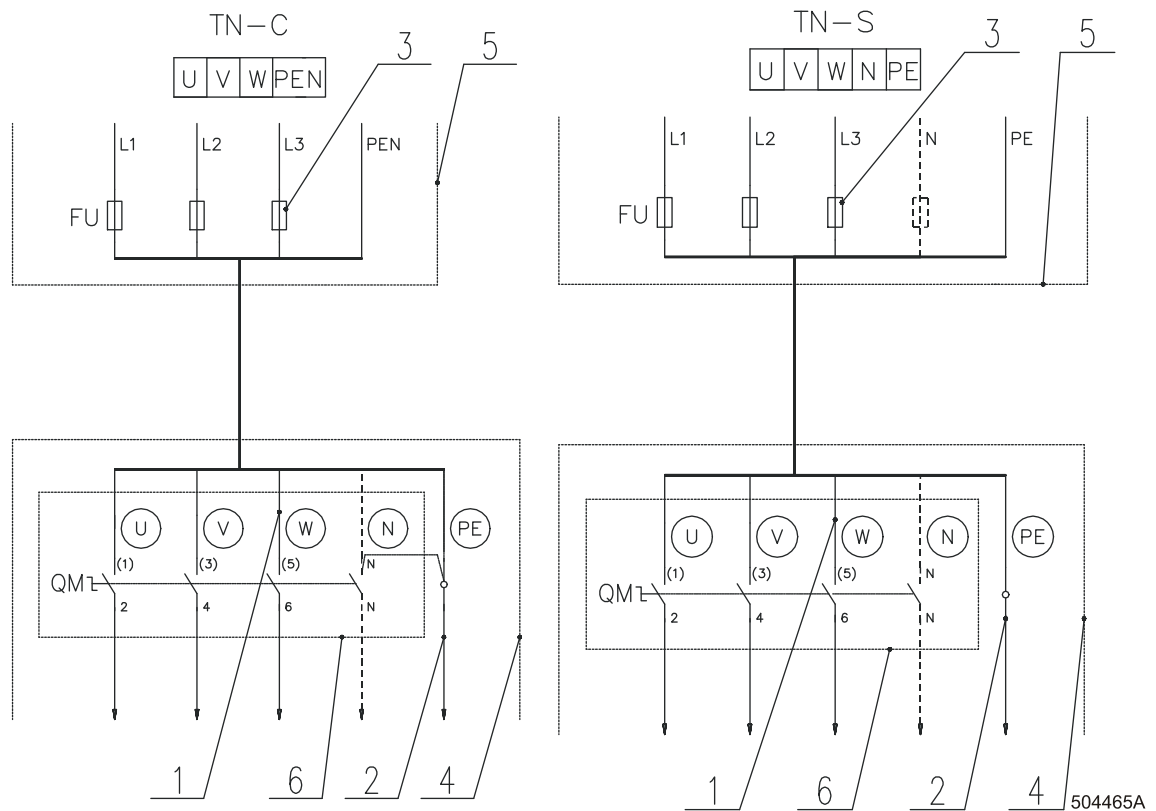 TN-C
TN-S
3
5
3
5
U V W PEN
U V W N PE
L1 L2 L3 PEN
L1 L2 L3 N PE
FU
FU
U V W N PE
U V W N PE
(1) (3) (5) N
(1) (3) (5) N
QM
QM
2 4 6 N
2 4 6 N
1 6 2 4
1 6 2 4
504465A